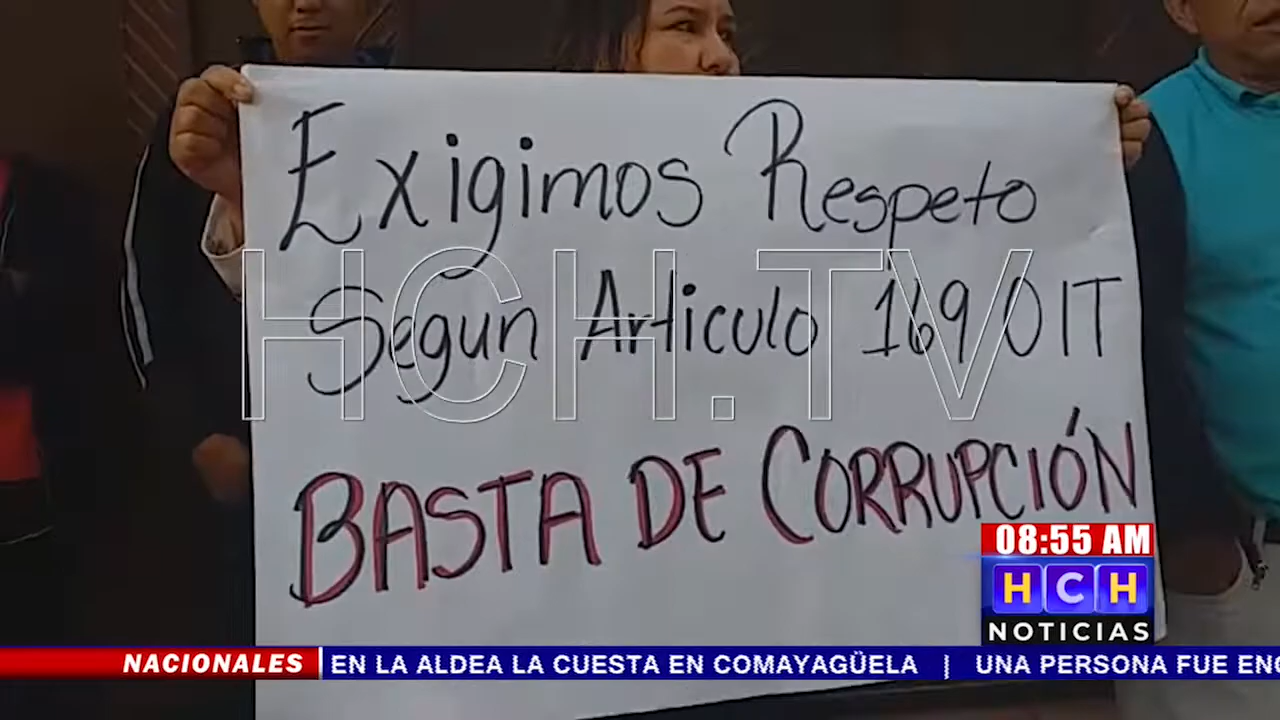 Exigimos Respeto
Segun Articulo 169 OIT
BASTA DE CORRUPCIÓN
HCH.TV
08:55 AM
HCH
NOTICIAS
NACIONALES
EN LA ALDEA LA CUESTA EN COMAYAGÜELA | UNA PERSONA FUE